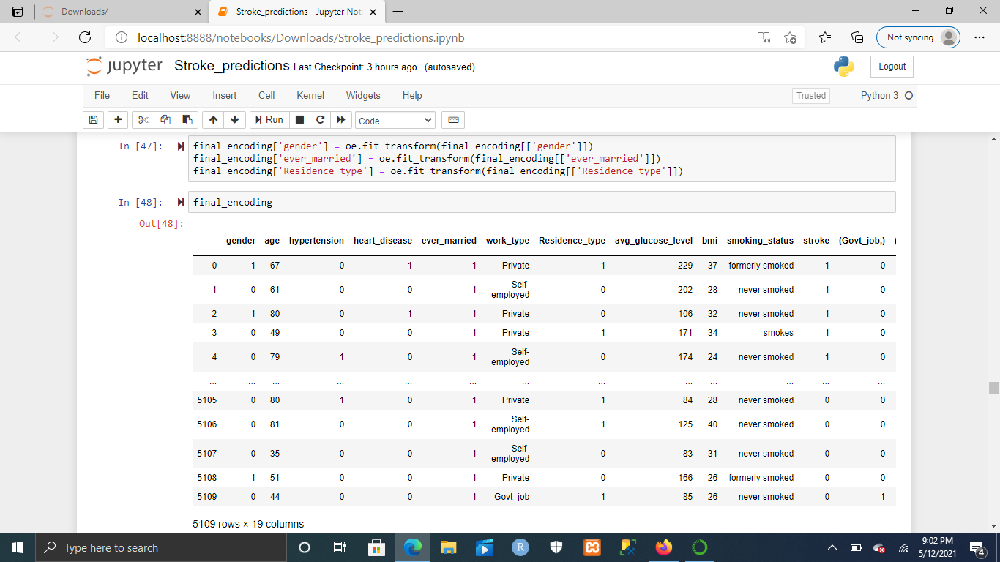 Downloads/
Stroke_predictions - Jupyter Not
localhost:8888/notebooks/Downloads/Stroke_predictions.ipynb
Not syncing
jupyter Stroke_predictions Last Checkpoint: 3 hours ago (autosaved)
Logout
File Edit View Insert Cell Kernel Widgets Help
Trusted
Python 3
Run
Code
In [47]:
final_encoding['gender'] = oe.fit_transform(final_encoding[['gender']])
final_encoding['ever_married'] = oe.fit_transform(final_encoding[['ever_married']])
final_encoding['Residence_type'] = oe.fit_transform(final_encoding[['Residence_type']])
In [48]: final_encoding
Out[48]:
gender age hypertension heart_disease ever_married work_type Residence_type avg_glucose_level bmi smoking_status stroke (Govt_job,) (
0 1 67 0 1 1 Private 1 229 37 formerly smoked 1 0
1 0 61 0 0 1 Self-employed 0 202 28 never smoked 1 0
2 1 80 0 1 1 Private 0 106 32 never smoked 1 0
3 0 49 0 0 1 Private 1 171 34 smokes 1 0
4 0 79 1 0 1 Self-employed 0 174 24 never smoked 1 0
... ... ... ... ... ... ... ... ... ... ... ... ...
5105 0 80 1 0 1 Private 1 84 28 never smoked 0 0
5106 0 81 0 0 1 Self-employed 1 125 40 never smoked 0 0
5107 0 35 0 0 1 Self-employed 0 83 31 never smoked 0 0
5108 1 51 0 0 1 Private 0 166 26 formerly smoked 0 0
5109 0 44 0 0 1 Govt_job 1 85 26 never smoked 0 1
5109 rows × 19 columns
Type here to search
R
9:02 PM
5/12/2021
4